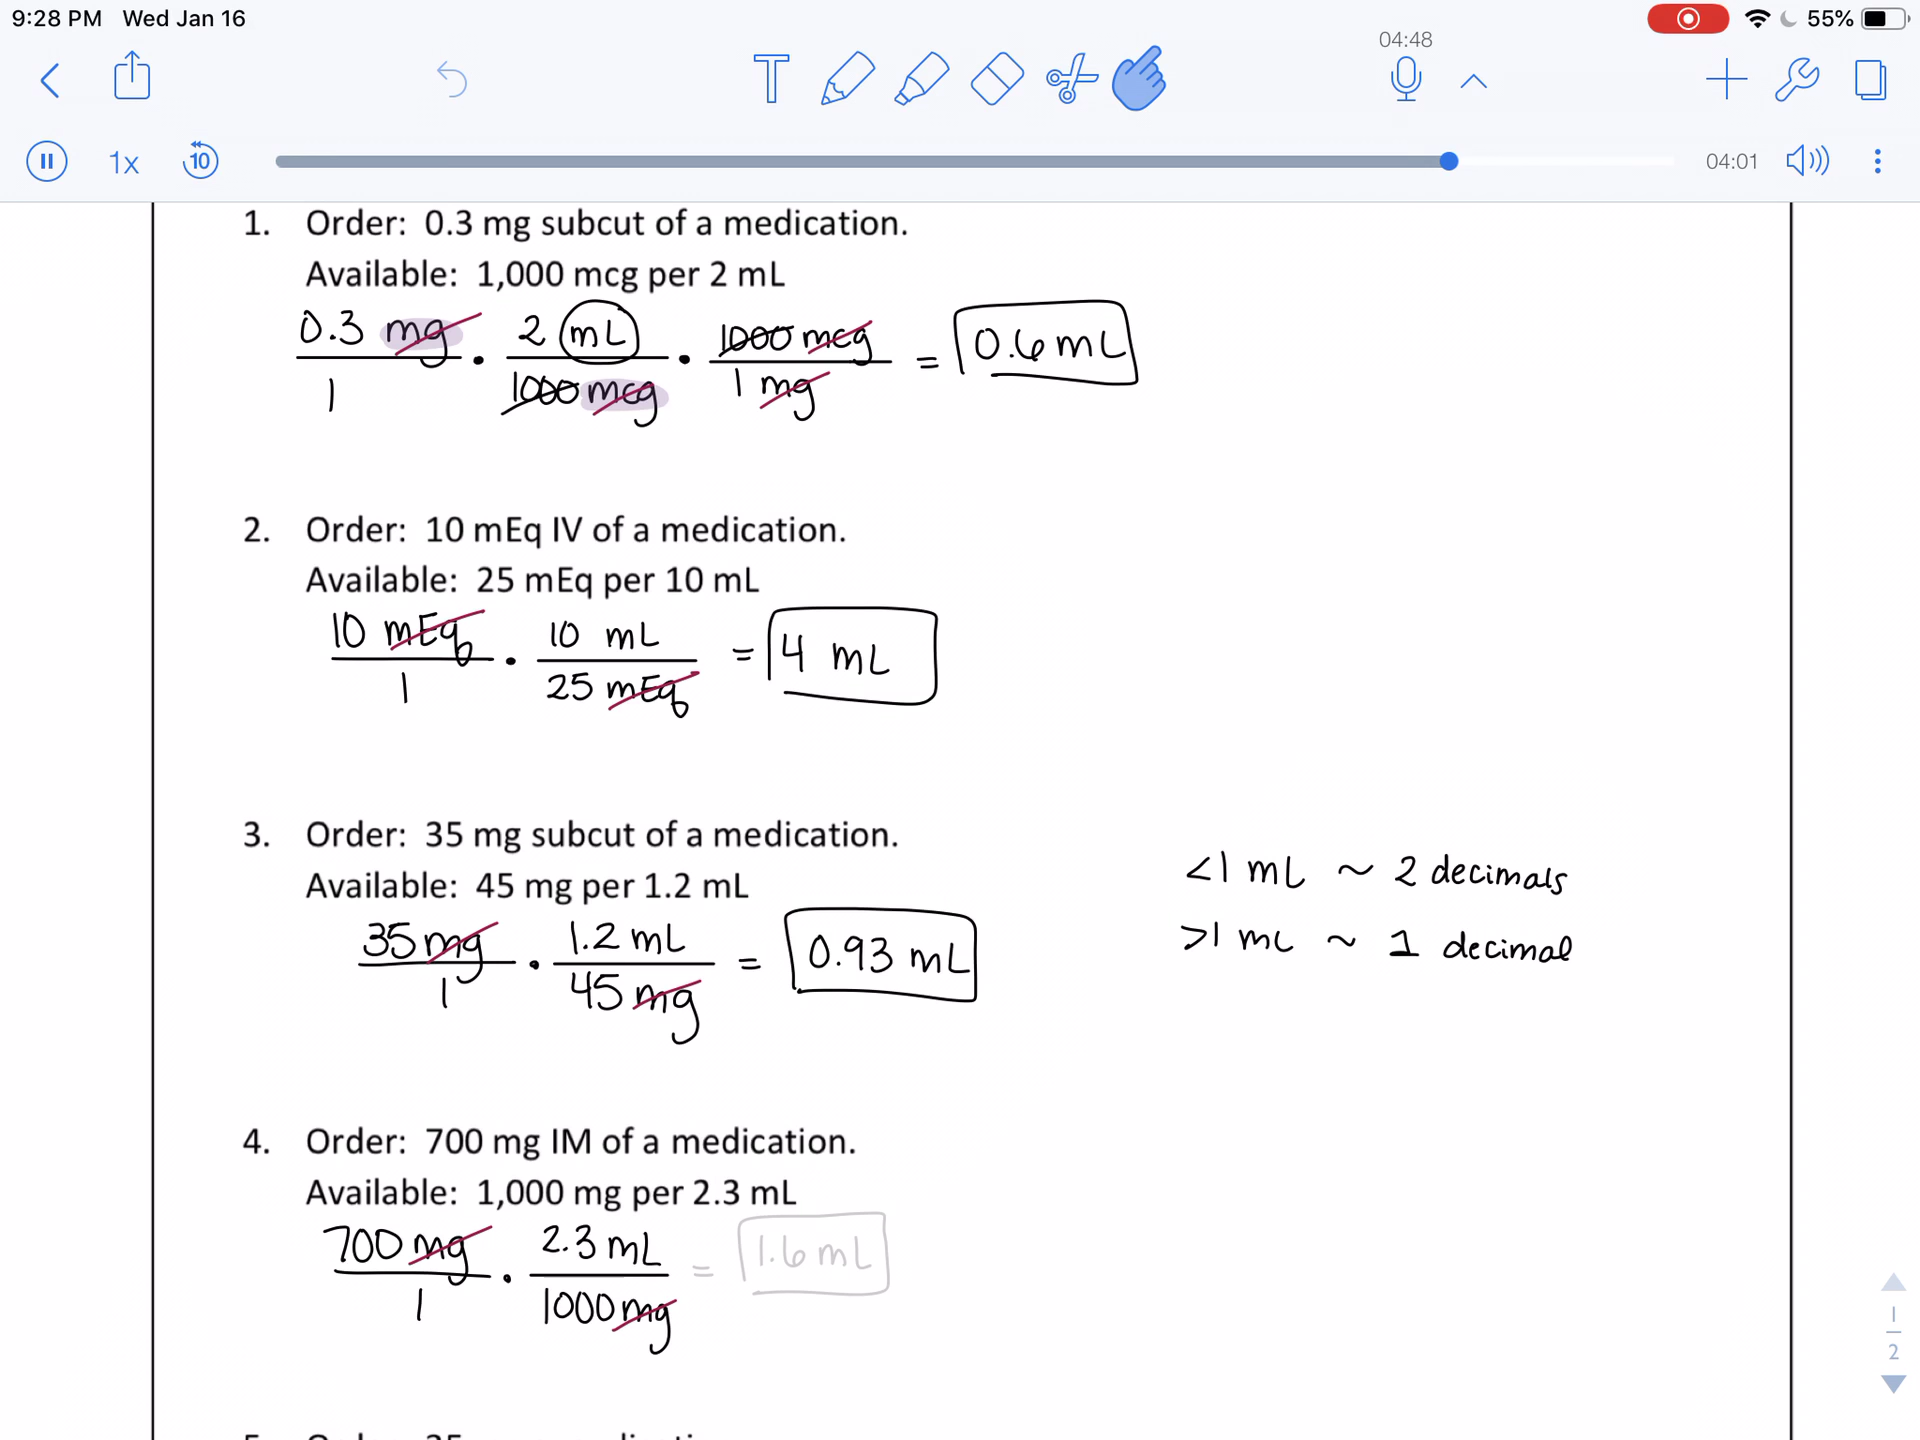 9:28 PM Wed Jan 16
55%
04:48
T
1x
10
04:01
1. Order: 0.3 mg subcut of a medication.
Available: 1,000 mcg per 2 mL
0.3 mg / 1 · 2 mL / 1000 mcg · 1000 mcg / 1 mg = 0.6 mL
2. Order: 10 mEq IV of a medication.
Available: 25 mEq per 10 mL
10 mEq / 1 · 10 mL / 25 mEq = 4 mL
3. Order: 35 mg subcut of a medication.
Available: 45 mg per 1.2 mL
35 mg / 1 · 1.2 mL / 45 mg = 0.93 mL
<1 mL ~ 2 decimals
>1 mL ~ 1 decimal
4. Order: 700 mg IM of a medication.
Available: 1,000 mg per 2.3 mL
700 mg / 1 · 2.3 mL / 1000 mg = 1.6 mL
1
2